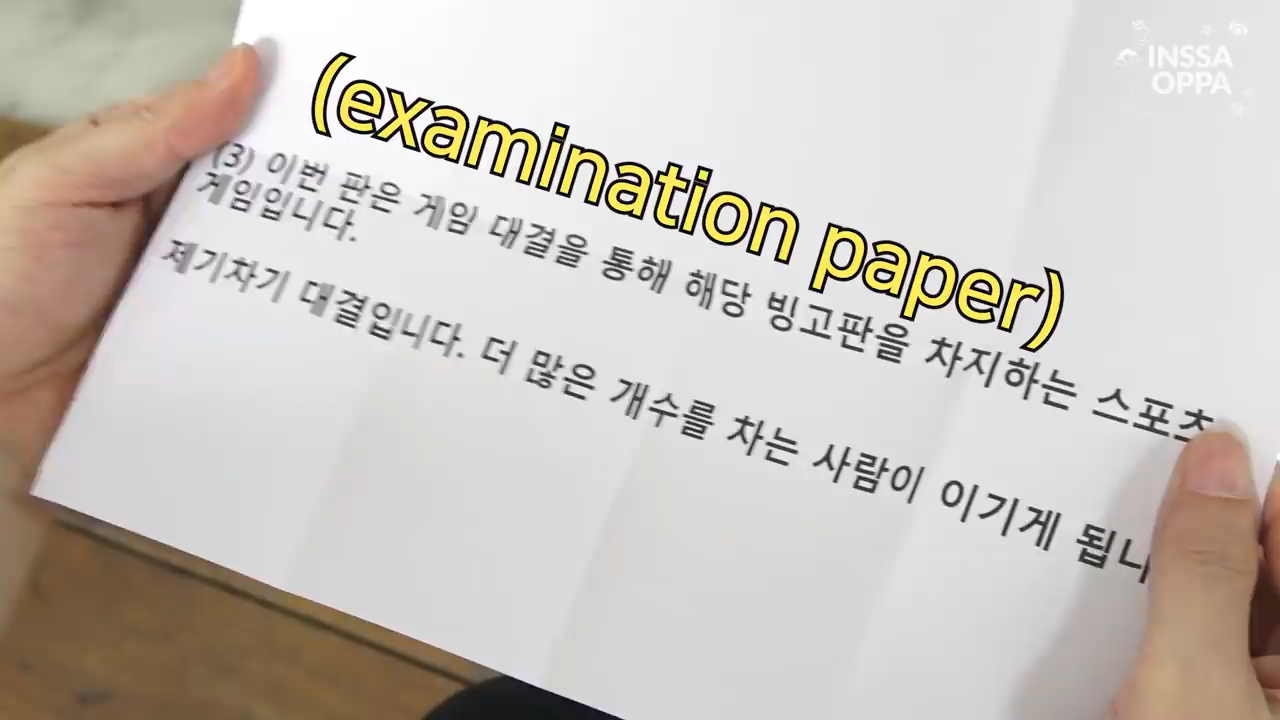 INSSA
OPPA
(examination paper)
(3) 이번 판은 게임 대결을 통해 해당 빙고판을 차지하는 스포츠
게임입니다.
제기차기 대결입니다. 더 많은 개수를 차는 사람이 이기게 됩니